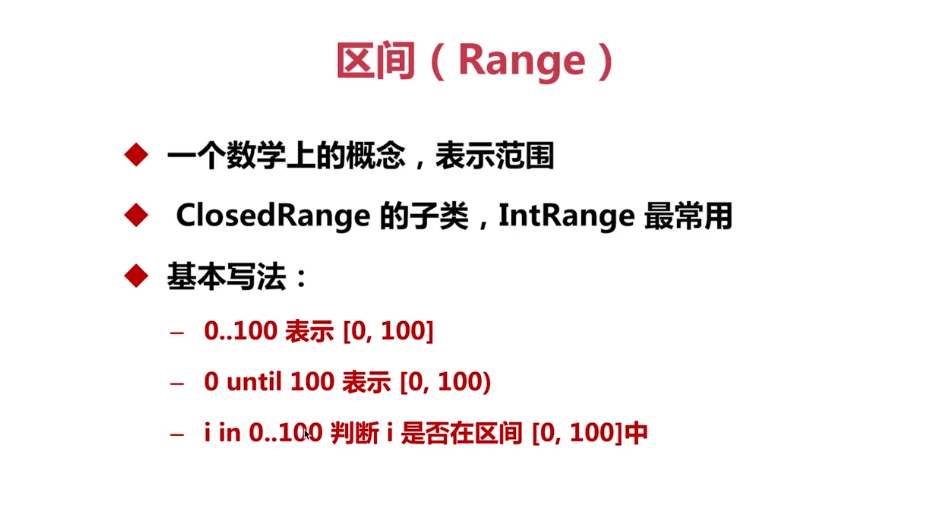 区间（Range）
一个数学上的概念，表示范围
ClosedRange 的子类，IntRange 最常用
基本写法：
– 0..100 表示 [0, 100]
– 0 until 100 表示 [0, 100)
– i in 0..100 判断 i 是否在区间 [0, 100]中